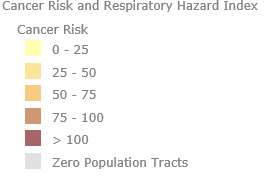 Cancer Risk and Respiratory Hazard Index
Cancer Risk
0 - 25
25 - 50
50 - 75
75 - 100
> 100
Zero Population Tracts